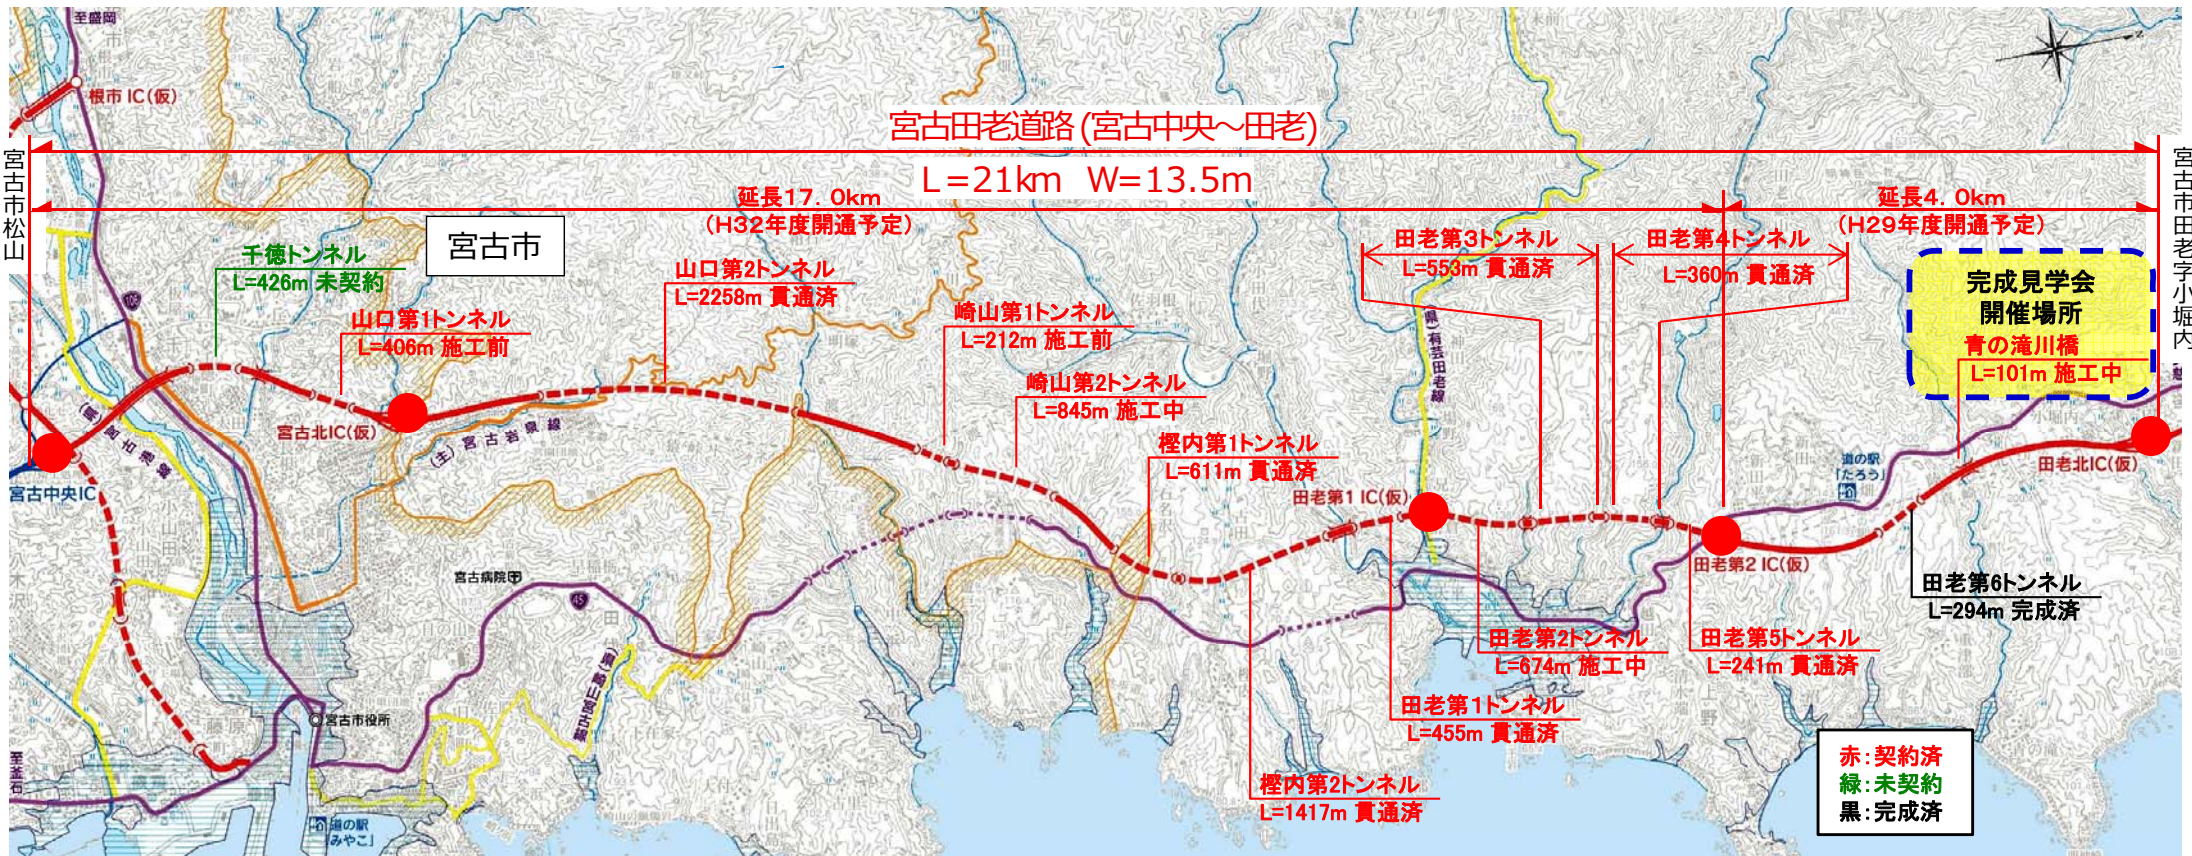 至盛岡
根市 IC(仮)
宮古田老道路 (宮古中央～田老)
L=21km W=13.5m
宮古市松山
宮古市田老字小堀内
延長17.0km
(H32年度開通予定)
延長4.0km
(H29年度開通予定)
宮古市
千徳トンネル
L=426m 未契約
山口第1トンネル
L=406m 施工前
山口第2トンネル
L=2258m 貫通済
崎山第1トンネル
L=212m 施工前
崎山第2トンネル
L=845m 施工中
樫内第1トンネル
L=611m 貫通済
田老第3トンネル
L=553m 貫通済
田老第4トンネル
L=360m 貫通済
完成見学会
開催場所
青の滝川橋
L=101m 施工中
106
(県)宮古港線
宮古中央IC
宮古北IC(仮)
(主)宮古岩泉線
(県)有芸田老線
田老第1 IC(仮)
田老第2 IC(仮)
道の駅
「たろう」
田老北IC(仮)
宮古病院
45
田老第6トンネル
L=294m 完成済
田老第2トンネル
L=674m 施工中
田老第5トンネル
L=241m 貫通済
田老第1トンネル
L=455m 貫通済
樫内第2トンネル
L=1417m 貫通済
宮古市役所
藤原
至釜石
道の駅
「みやこ」
赤:契約済
緑:未契約
黒:完成済